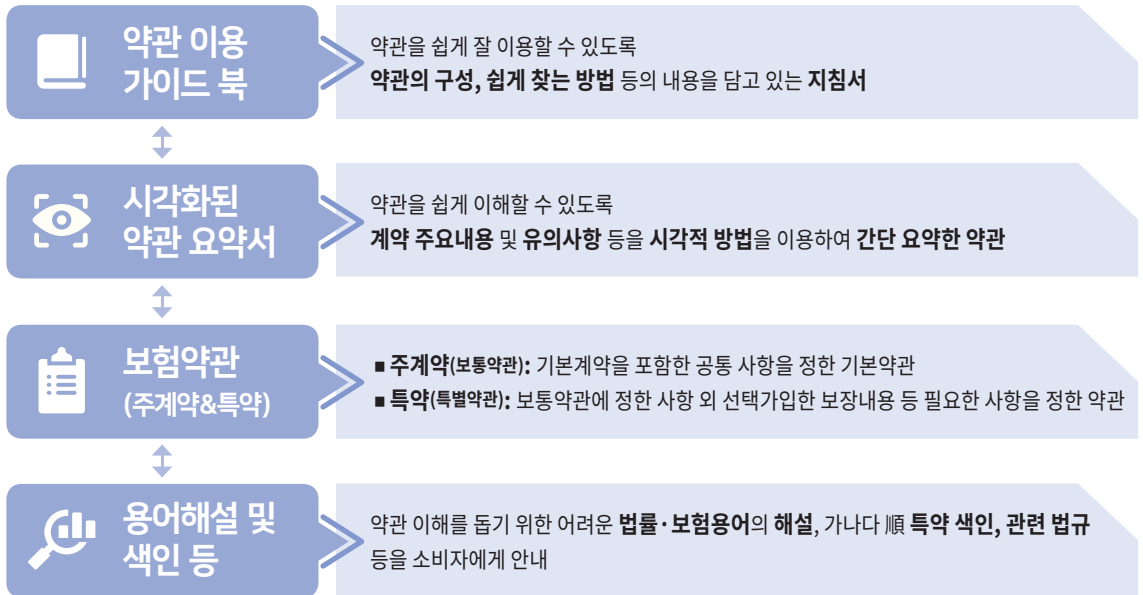 약관 이용
가이드 북
약관을 쉽게 잘 이용할 수 있도록
약관의 구성, 쉽게 찾는 방법 등의 내용을 담고 있는 지침서
시각화된
약관 요약서
약관을 쉽게 이해할 수 있도록
계약 주요내용 및 유의사항 등을 시각적 방법을 이용하여 간단 요약한 약관
보험약관
(주계약&특약)
■ 주계약(보통약관): 기본계약을 포함한 공통 사항을 정한 기본약관
■ 특약(특별약관): 보통약관에 정한 사항 외 선택가입한 보장내용 등 필요한 사항을 정한 약관
용어해설 및
색인 등
약관 이해를 돕기 위한 어려운 법률·보험용어의 해설, 가나다 順 특약 색인, 관련 법규
등을 소비자에게 안내